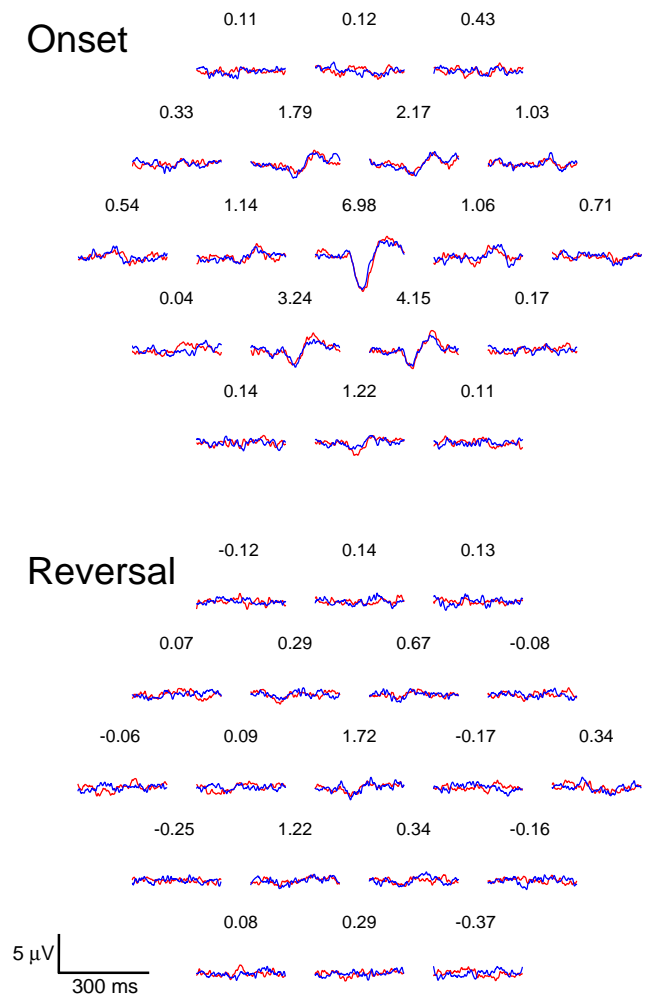 0.11 0.12 0.43
Onset
0.33 1.79 2.17 1.03
0.54 1.14 6.98 1.06 0.71
0.04 3.24 4.15 0.17
0.14 1.22 0.11
-0.12 0.14 0.13
Reversal
0.07 0.29 0.67 -0.08
-0.06 0.09 1.72 -0.17 0.34
-0.25 1.22 0.34 -0.16
0.08 0.29 -0.37
5 μV
300 ms